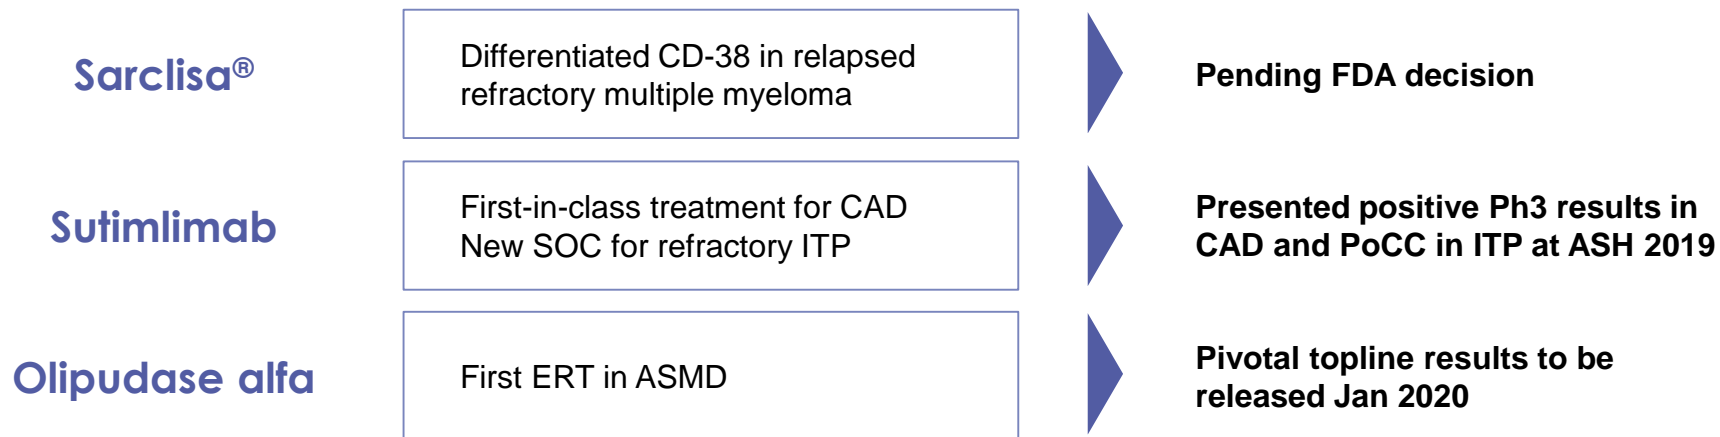 Sarclisa®
Differentiated CD-38 in relapsed
refractory multiple myeloma
Pending FDA decision
Sutimlimab
First-in-class treatment for CAD
New SOC for refractory ITP
Presented positive Ph3 results in
CAD and PoCC in ITP at ASH 2019
Olipudase alfa
First ERT in ASMD
Pivotal topline results to be
released Jan 2020